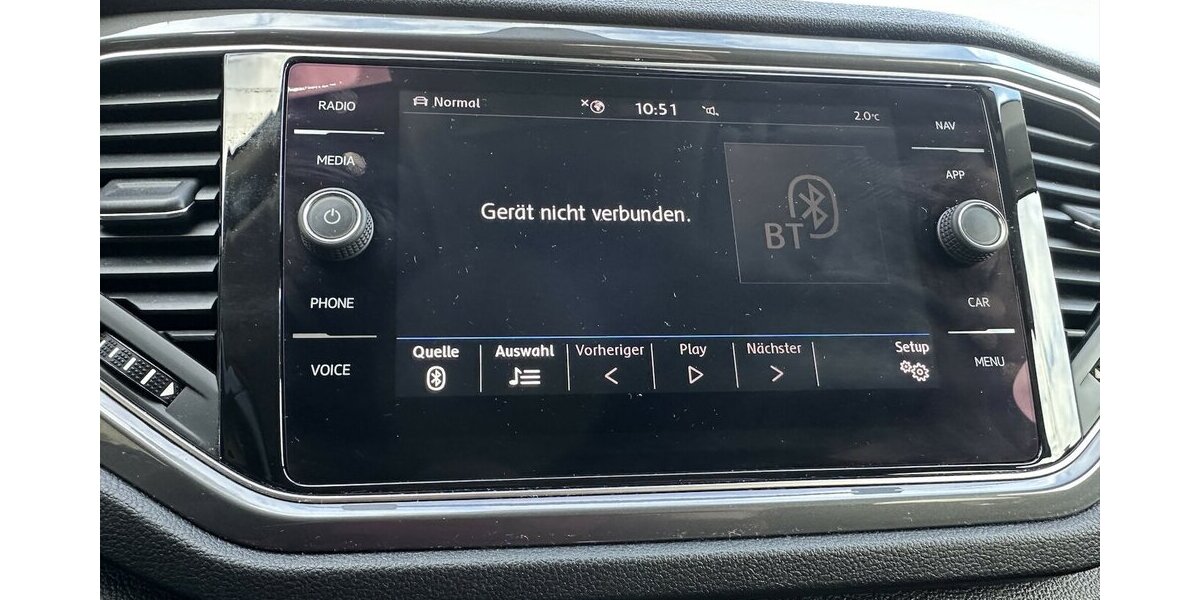 RADIO
MEDIA
PHONE
VOICE
Normal
10:51
2.0°C
Gerät nicht verbunden.
BT
Quelle
Auswahl
Vorheriger
Play
Nächster
Setup
NAV
APP
CAR
MENU